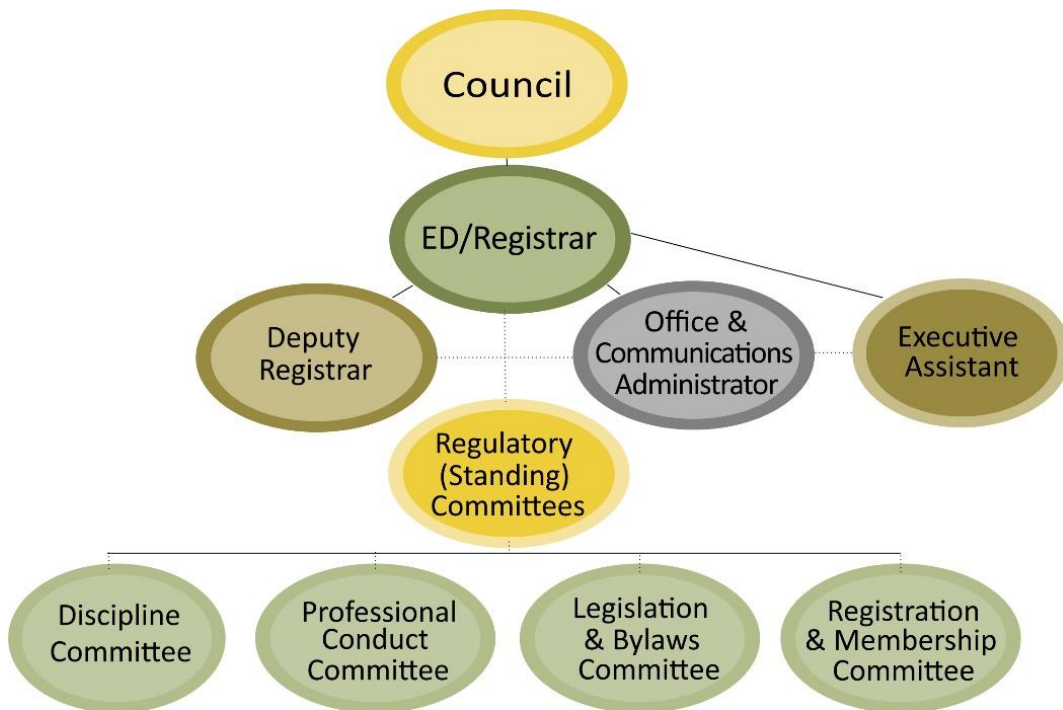 Council
ED/Registrar
Deputy
Registrar
Office &
Communications
Administrator
Executive
Assistant
Regulatory
(Standing)
Committees
Discipline
Committee
Professional
Conduct
Committee
Legislation
& Bylaws
Committee
Registration
& Membership
Committee